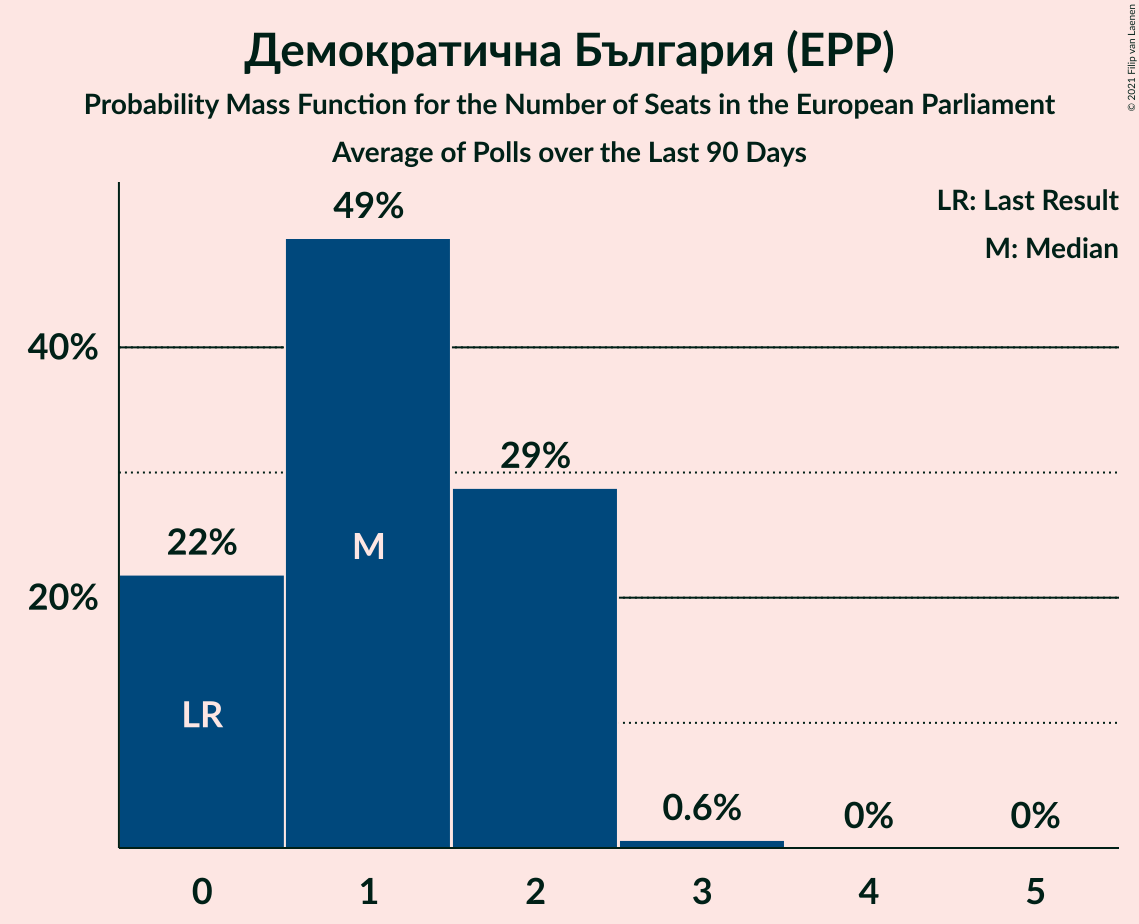 Демократична България (EPP)
Probability Mass Function for the Number of Seats in the European Parliament
Average of Polls over the Last 90 Days
© 2021 Filip van Laenen
LR: Last Result
M: Median
49%
40%
29%
22%
M
20%
LR
0.6%
0%
0%
0 1 2 3 4 5